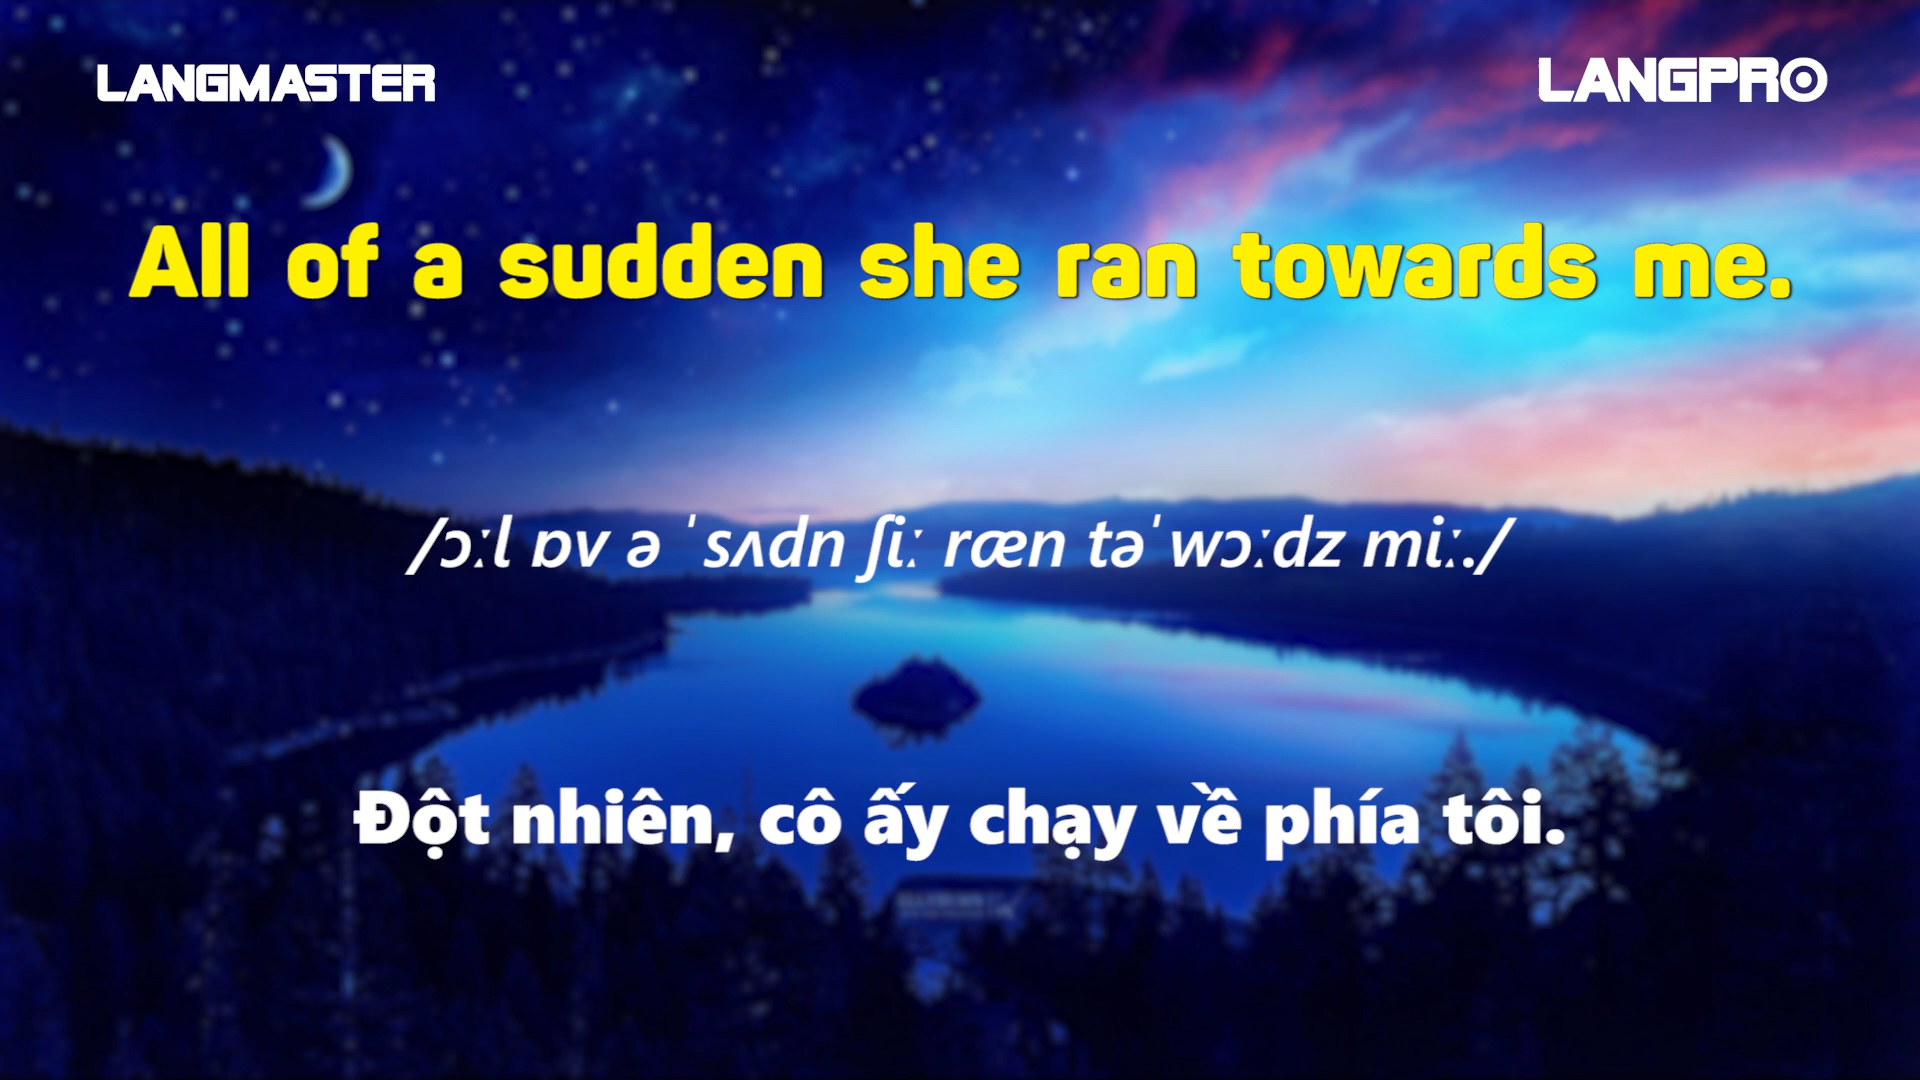 LANGMASTER
LANGPRO
All of a sudden she ran towards me.
/ɔːl ɒv ə ˈsʌdn ʃiː ræn təˈwɔːdz miː./
Đột nhiên, cô ấy chạy về phía tôi.